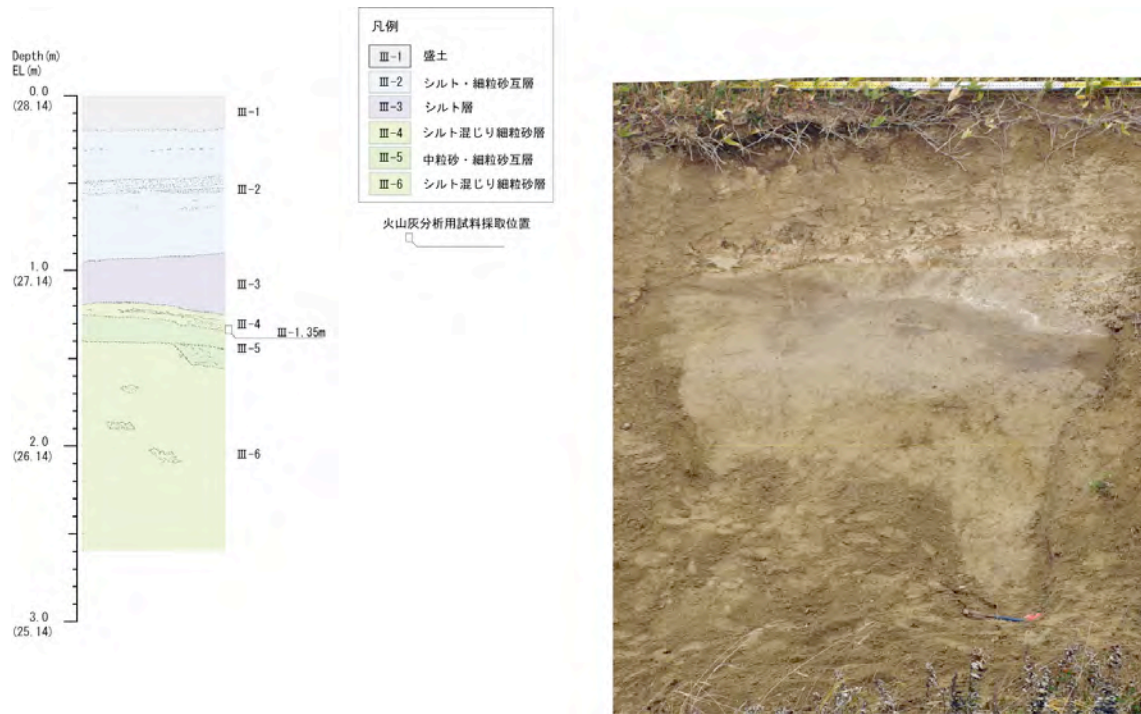 Depth(m)
EL(m)
0.0
(28.14)
1.0
(27.14)
2.0
(26.14)
3.0
(25.14)
Ⅲ-1
Ⅲ-2
Ⅲ-3
Ⅲ-4
Ⅲ-1.35m
Ⅲ-5
Ⅲ-6
凡例
Ⅲ-1 盛土
Ⅲ-2 シルト・細粒砂互層
Ⅲ-3 シルト層
Ⅲ-4 シルト混じり細粒砂層
Ⅲ-5 中粒砂・細粒砂互層
Ⅲ-6 シルト混じり細粒砂層
火山灰分析用試料採取位置